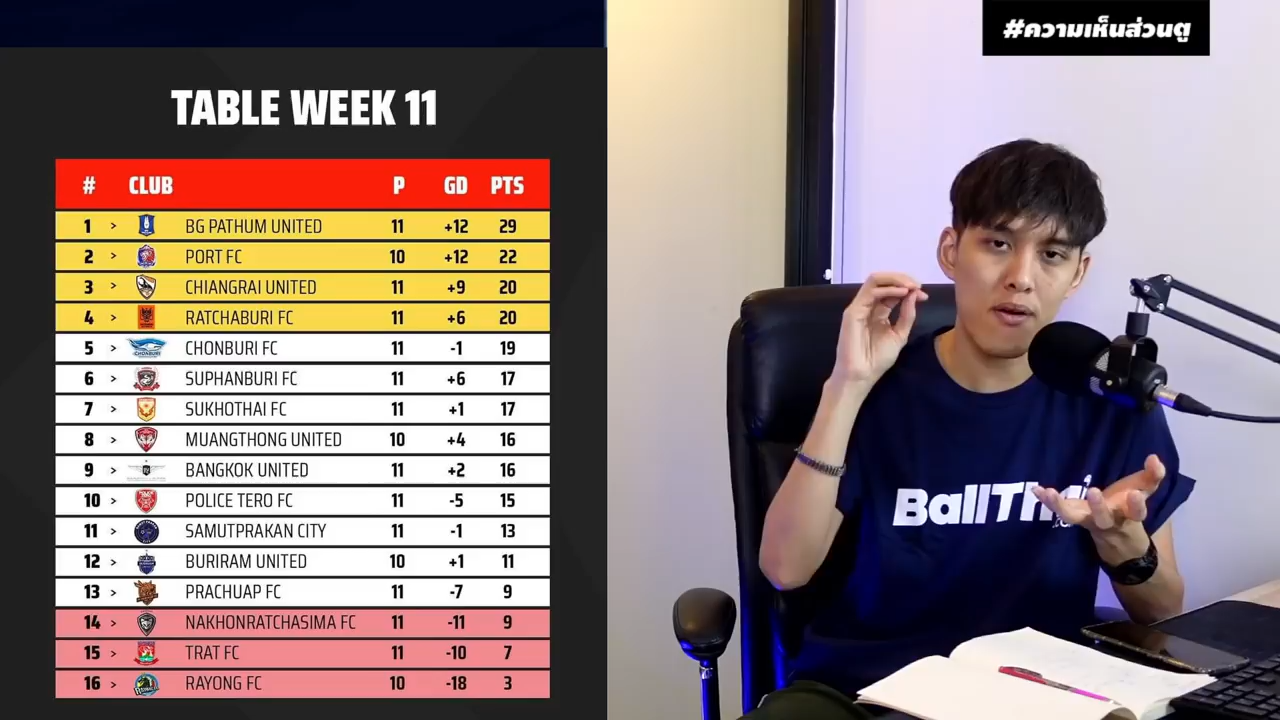 #ความเห็นส่วนตู
TABLE WEEK 11
# CLUB P GD PTS
1 > BG PATHUM UNITED 11 +12 29
2 > PORT FC 10 +12 22
3 > CHIANGRAI UNITED 11 +9 20
4 > RATCHABURI FC 11 +6 20
5 > CHONBURI FC 11 -1 19
6 > SUPHANBURI FC 11 +6 17
7 > SUKHOTHAI FC 11 +1 17
8 > MUANGTHONG UNITED 10 +4 16
9 > BANGKOK UNITED 11 +2 16
10 > POLICE TERO FC 11 -5 15
11 > SAMUTPRAKAN CITY 11 -1 13
12 > BURIRAM UNITED 10 +1 11
13 > PRACHUAP FC 11 -7 9
14 > NAKHONRATCHASIMA FC 11 -11 9
15 > TRAT FC 11 -10 7
16 > RAYONG FC 10 -18 3
CHONBURI
BallTha